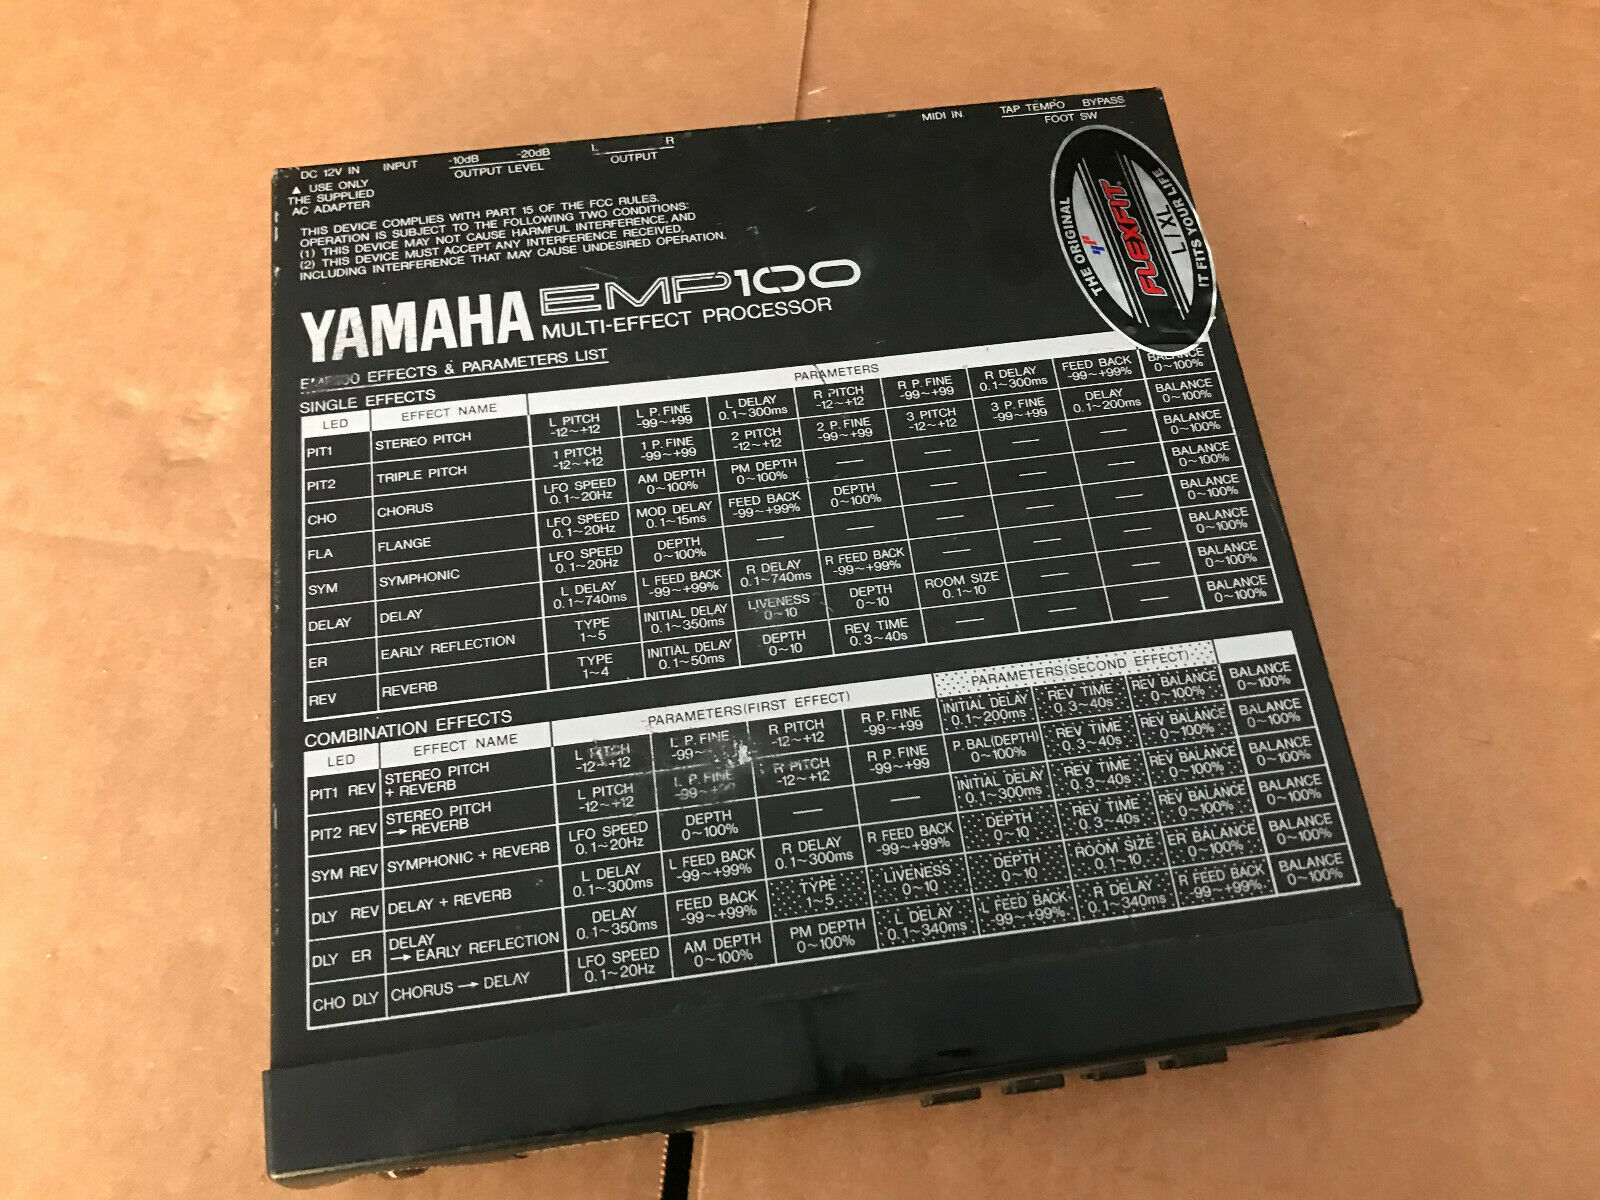 DC 12V IN INPUT -10dB -20dB L R MIDI IN TAP TEMPO BYPASS
OUTPUT LEVEL OUTPUT FOOT SW
▲ USE ONLY
THE SUPPLIED
AC ADAPTER
THIS DEVICE COMPLIES WITH PART 15 OF THE FCC RULES.
OPERATION IS SUBJECT TO THE FOLLOWING TWO CONDITIONS:
(1) THIS DEVICE MAY NOT CAUSE HARMFUL INTERFERENCE, AND
(2) THIS DEVICE MUST ACCEPT ANY INTERFERENCE RECEIVED,
INCLUDING INTERFERENCE THAT MAY CAUSE UNDESIRED OPERATION.
THE ORIGINAL
FLEXFIT
L / XL
IT FITS YOUR LIFE
YAMAHA EMP100
MULTI-EFFECT PROCESSOR
EFFECTS & PARAMETERS LIST
SINGLE EFFECTS
LED EFFECT NAME PARAMETERS
PIT1 STEREO PITCH L PITCH L P.FINE L DELAY R PITCH R P.FINE R DELAY FEED BACK BALANCE
-12~+12 -99~+99 0.1~300ms -12~+12 -99~+99 0.1~300ms -99~+99% 0~100%
PIT2 TRIPLE PITCH 1 PITCH 1 P.FINE 2 PITCH 2 P.FINE 3 PITCH 3 P.FINE DELAY BALANCE
-12~+12 -99~+99 -12~+12 -99~+99 -12~+12 -99~+99 0.1~200ms 0~100%
CHO CHORUS LFO SPEED AM DEPTH PM DEPTH — — — — BALANCE
0.1~20Hz 0~100% 0~100% 0~100%
FLA FLANGE LFO SPEED MOD DELAY FEED BACK DEPTH — — — BALANCE
0.1~20Hz 0.1~15ms -99~+99% 0~100% 0~100%
SYM SYMPHONIC LFO SPEED DEPTH — — — — — BALANCE
0.1~20Hz 0~100% 0~100%
DELAY DELAY L DELAY L FEED BACK R DELAY R FEED BACK — — — BALANCE
0.1~740ms -99~+99% 0.1~740ms -99~+99% 0~100%
ER EARLY REFLECTION TYPE INITIAL DELAY LIVENESS DEPTH ROOM SIZE — — BALANCE
1~5 0.1~350ms 0~10 0~10 0.1~10 0~100%
REV REVERB TYPE INITIAL DELAY DEPTH REV TIME — — — BALANCE
1~4 0.1~50ms 0~10 0.3~40s 0~100%
COMBINATION EFFECTS
LED EFFECT NAME PARAMETERS(FIRST EFFECT) PARAMETERS(SECOND EFFECT)
PIT1 REV STEREO PITCH L PITCH L P.FINE R PITCH R P.FINE INITIAL DELAY REV TIME REV BALANCE BALANCE
+ REVERB -12~+12 -99~ -12~+12 -99~+99 0.1~200ms 0.3~40s 0~100% 0~100%
PIT2 REV STEREO PITCH L PITCH L P.FINE R PITCH R P.FINE P.BAL(DEPTH) REV TIME REV BALANCE BALANCE
→ REVERB -12~+12 -99~+99 -12~+12 -99~+99 0~100% 0.3~40s 0~100% 0~100%
SYM REV SYMPHONIC + REVERB LFO SPEED DEPTH — — INITIAL DELAY REV TIME REV BALANCE BALANCE
0.1~20Hz 0~100% 0.1~300ms 0.3~40s 0~100% 0~100%
DLY REV DELAY + REVERB L DELAY L FEED BACK R DELAY R FEED BACK DEPTH REV TIME REV BALANCE BALANCE
0.1~300ms -99~+99% 0.1~300ms -99~+99% 0~10 0.3~40s 0~100% 0~100%
DLY ER DELAY DELAY FEED BACK TYPE LIVENESS DEPTH ROOM SIZE ER BALANCE BALANCE
→ EARLY REFLECTION 0.1~350ms -99~+99% 1~5 0~10 0~10 0.1~10 0~100% 0~100%
CHO DLY CHORUS → DELAY LFO SPEED AM DEPTH PM DEPTH L DELAY L FEED BACK R DELAY R FEED BACK BALANCE
0.1~20Hz 0~100% 0~100% 0.1~340ms -99~+99% 0.1~340ms -99~+99% 0~100%